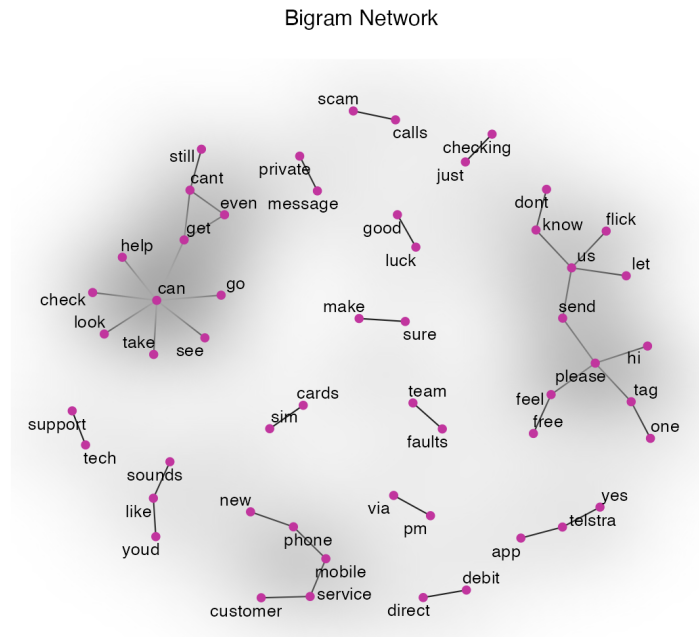 Bigram Network
scam
calls
checking
just
still
private
cant
message
even
dont
get
good
know
flick
help
luck
us
let
can
go
check
look
make
send
take
see
sure
hi
please
cards
team
feel
tag
support
sim
free
one
tech
faults
sounds
new
via
yes
like
pm
telstra
youd
phone
app
mobile
debit
customer
service
direct